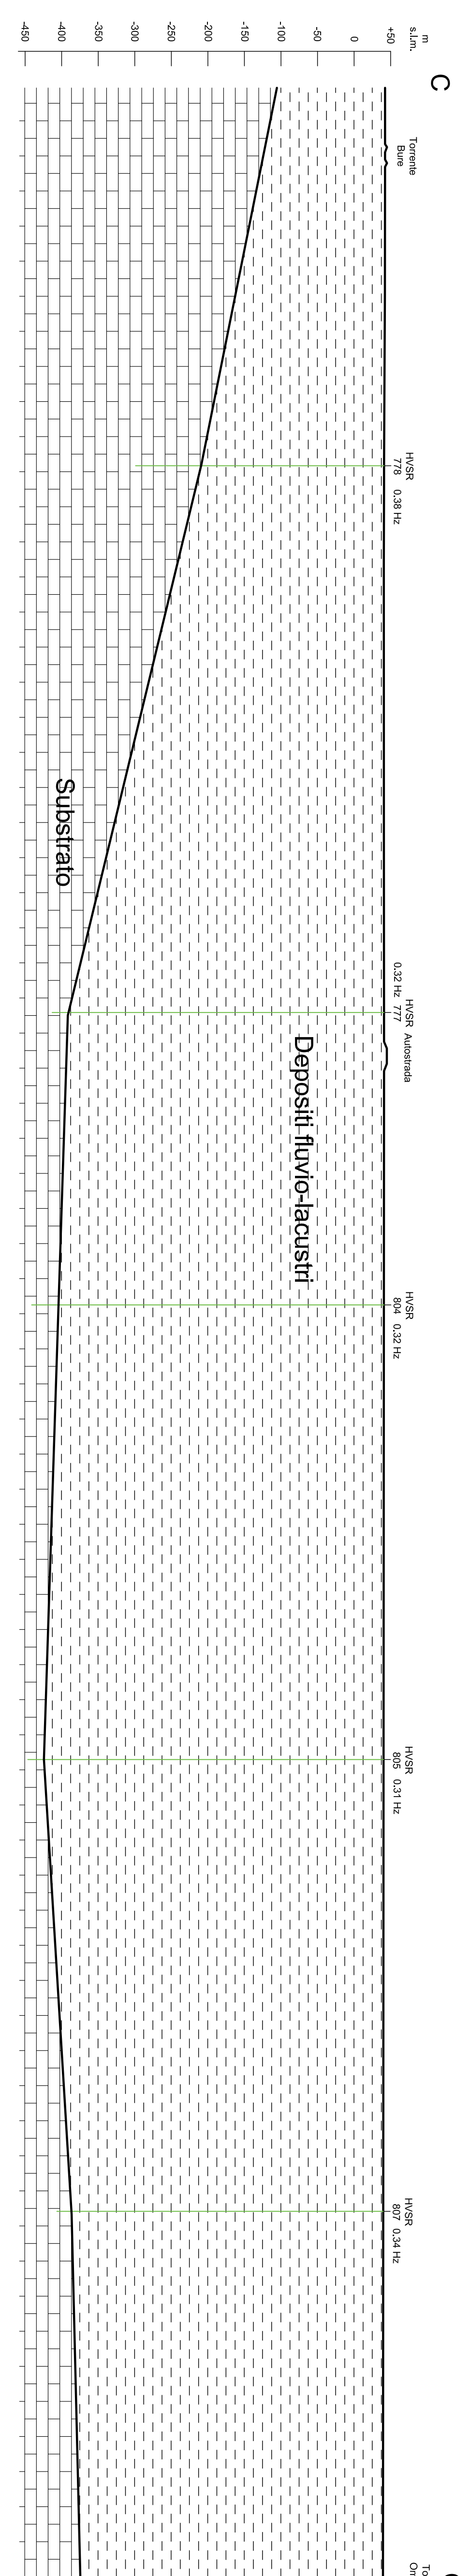 C
m
s.l.m.
+50
0
-50
-100
-150
-200
-250
-300
-350
-400
-450
Torrente
Bure
HVSR
778 0.38 Hz
HVSR
0.32 Hz 777
Autostrada
HVSR
804 0.32 Hz
HVSR
805 0.31 Hz
HVSR
807 0.34 Hz
Depositi fluvio-lacustri
Substrato